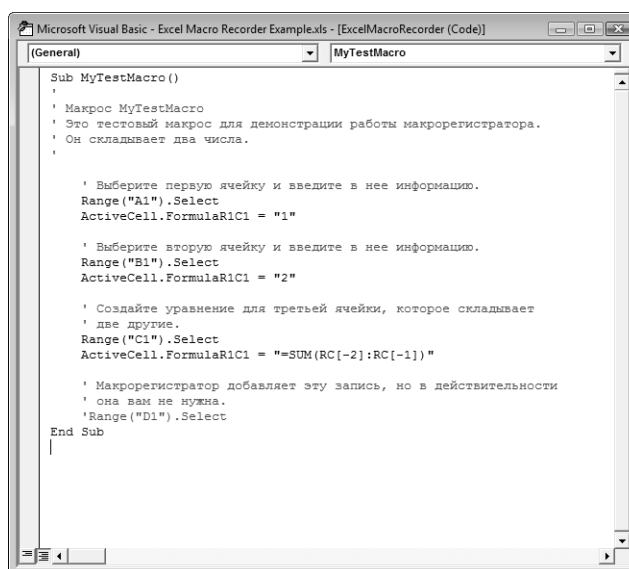 Microsoft Visual Basic - Excel Macro Recorder Example.xls - [ExcelMacroRecorder (Code)]
(General)
MyTestMacro
Sub MyTestMacro()
'
' Макрос MyTestMacro
' Это тестовый макрос для демонстрации работы макрорегистратора.
' Он складывает два числа.
'
' Выберите первую ячейку и введите в нее информацию.
Range("A1").Select
ActiveCell.FormulaR1C1 = "1"
' Выберите вторую ячейку и введите в нее информацию.
Range("B1").Select
ActiveCell.FormulaR1C1 = "2"
' Создайте уравнение для третьей ячейки, которое складывает
' две другие.
Range("C1").Select
ActiveCell.FormulaR1C1 = "=SUM(RC[-2]:RC[-1])"
' Макрорегистратор добавляет эту запись, но в действительности
' она вам не нужна.
'Range("D1").Select
End Sub